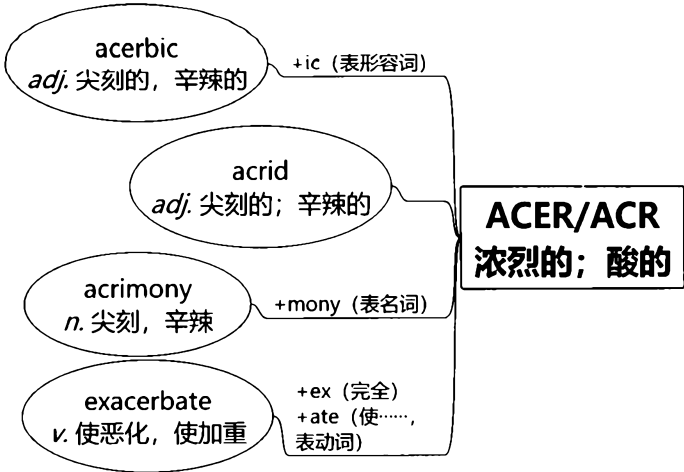 acerbic
adj. 尖刻的，辛辣的
+ic（表形容词）
acrid
adj. 尖刻的；辛辣的
ACER/ACR
浓烈的；酸的
acrimony
n. 尖刻，辛辣
+mony（表名词）
exacerbate
v. 使恶化，使加重
+ex（完全）
+ate（使……，
表动词）